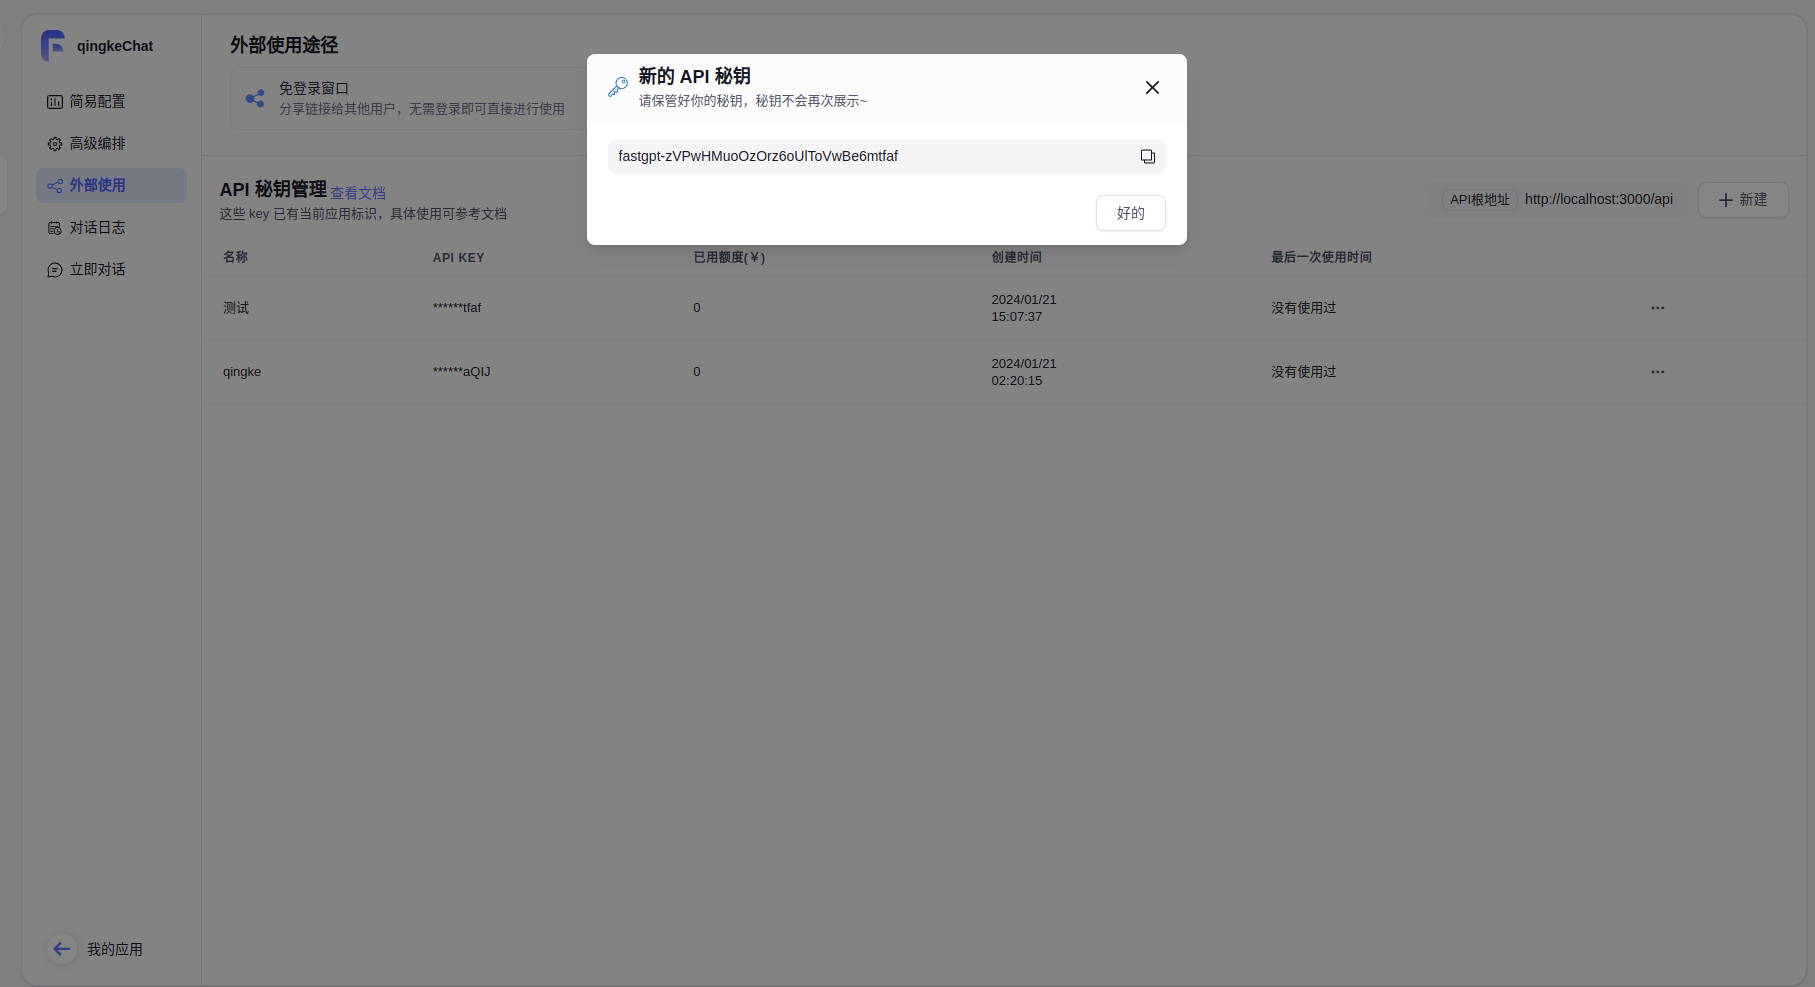 qingkeChat
简易配置
高级编排
外部使用
对话日志
立即对话
我的应用
外部使用途径
免登录窗口
分享链接给其他用户，无需登录即可直接进行使用
新的 API 秘钥
请保管好你的秘钥，秘钥不会再次展示~
fastgpt-zVPwHMuoOzOrz6oUlToVwBe6mtfaf
好的
API 秘钥管理 查看文档
这些 key 已有当前应用标识，具体使用可参考文档
API根地址 http://localhost:3000/api
新建
名称 API KEY 已用额度(￥) 创建时间 最后一次使用时间
测试 ******tfaf 0 2024/01/21 15:07:37 没有使用过
qingke ******aQIJ 0 2024/01/21 02:20:15 没有使用过